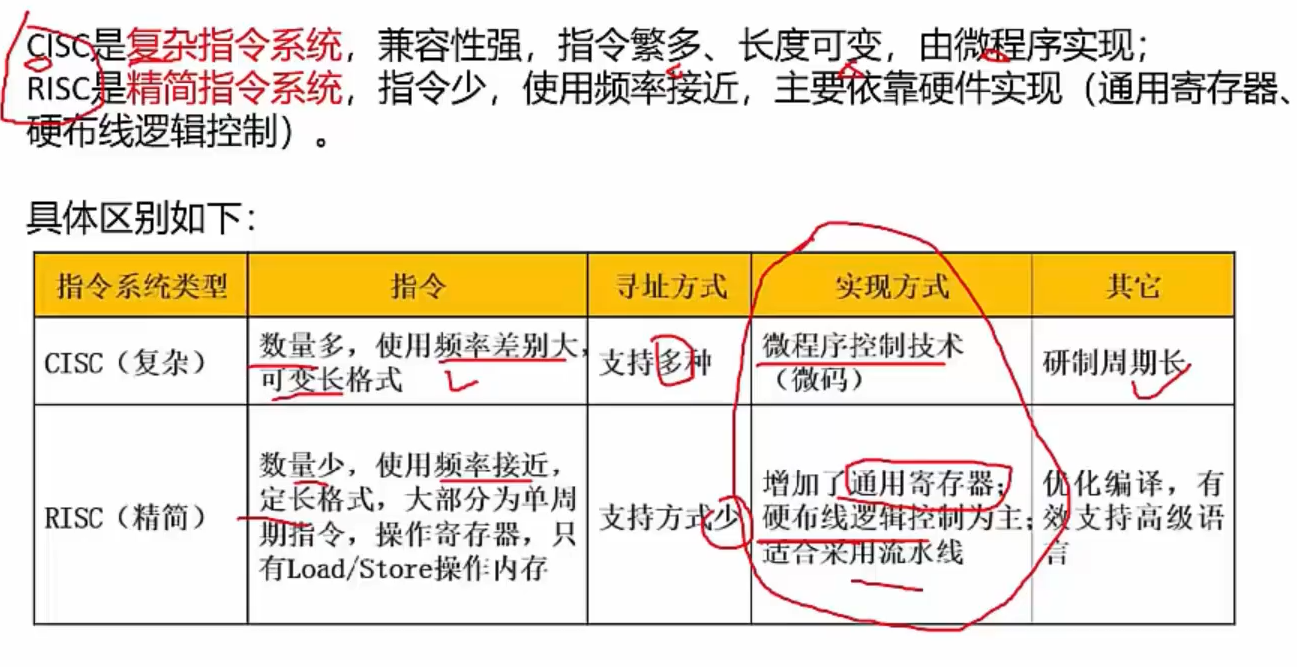 CISC是复杂指令系统，兼容性强，指令繁多、长度可变，由微程序实现；
RISC是精简指令系统，指令少，使用频率接近，主要依靠硬件实现（通用寄存器、
硬布线逻辑控制）。
具体区别如下：
指令系统类型 指令 寻址方式 实现方式 其它
CISC（复杂）
数量多，使用频率差别大，
可变长格式
支持多种
微程序控制技术
（微码）
研制周期长
RISC（精简）
数量少，使用频率接近，
定长格式，大部分为单周
期指令，操作寄存器，只
有Load/Store操作内存
支持方式少
增加了通用寄存器；
硬布线逻辑控制为主；
适合采用流水线
优化编译，有
效支持高级语
言